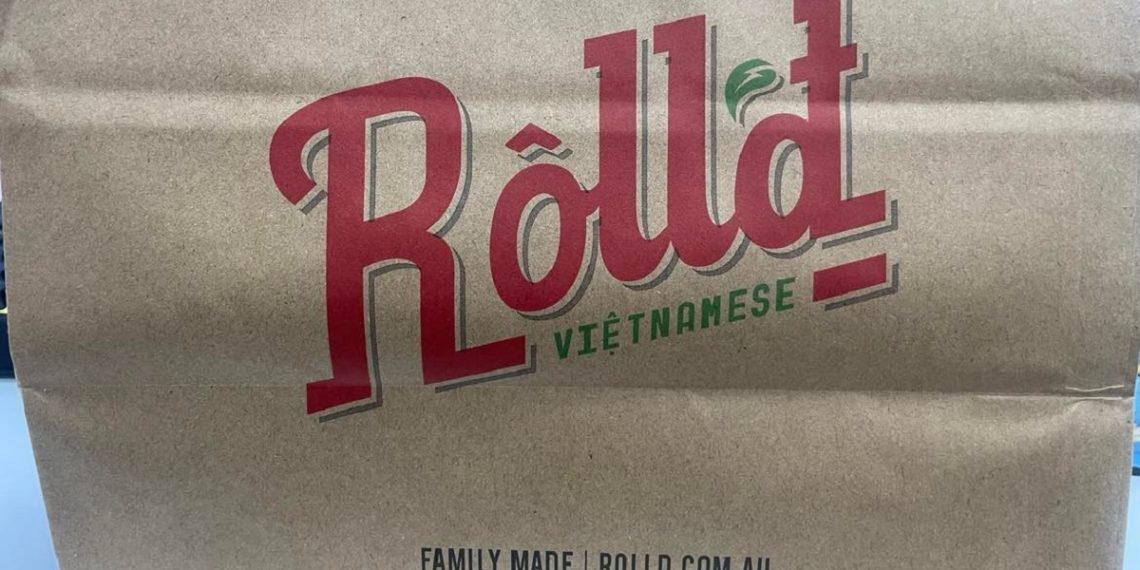 Rôll'đ
VIỆTNAMESE
FAMILY MADE | ROLLD.COM.AU